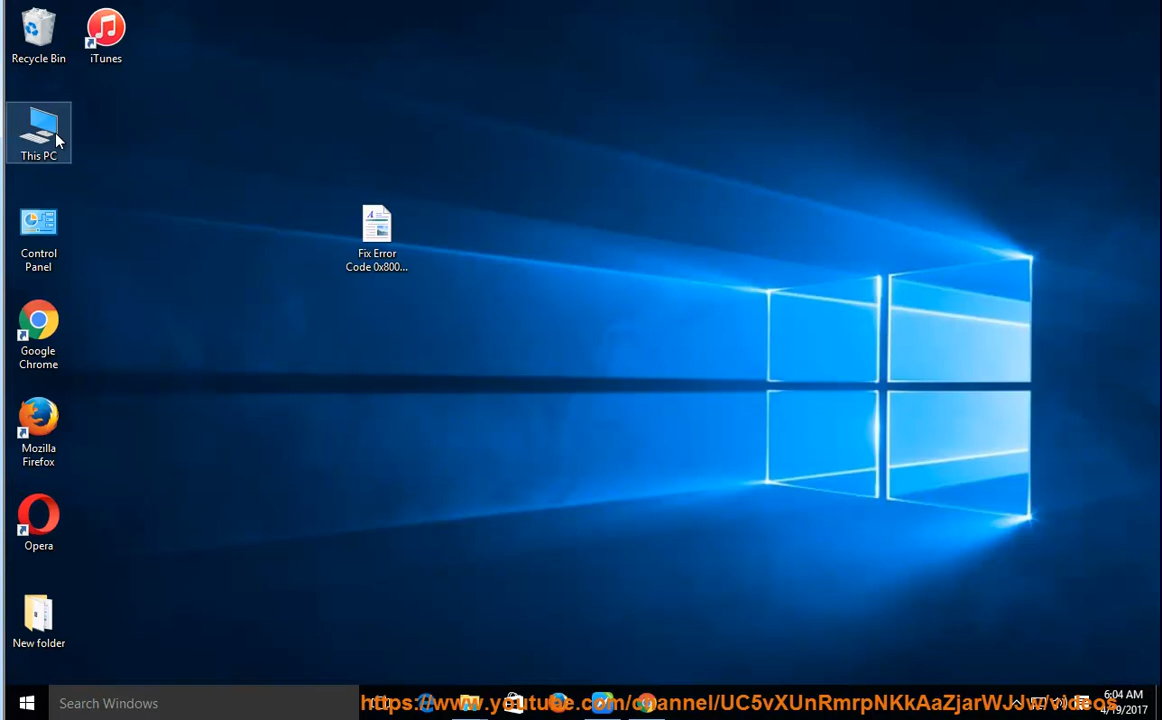 Recycle Bin
iTunes
This PC
Fix Error
Code 0x800...
Control
Panel
Google
Chrome
Mozilla
Firefox
Opera
New folder
Search Windows
https://www.youtube.com/channel/UC5vXUnRmrpNKkAaZjarWJvw/videos
6:04 AM
4/19/2017